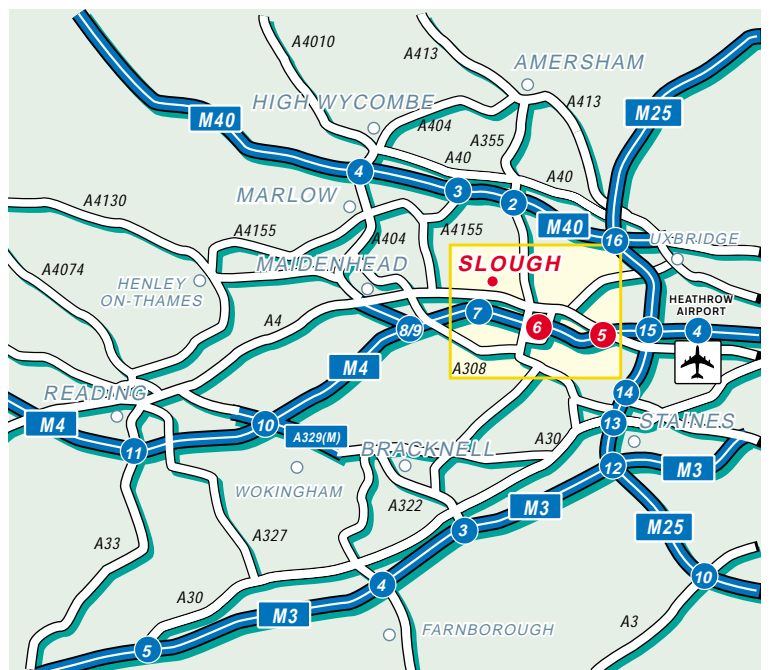 A4010
A413
AMERSHAM
A413
M25
HIGH WYCOMBE
M40
A404
A355
A40
A40
4
3
2
A4130
MARLOW
A4155
A404
A4155
M40
16
UXBRIDGE
A4074
HENLEY
ON-THAMES
MAIDENHEAD
SLOUGH
HEATHROW
AIRPORT
A4
8/9
7
6
5
15
4
M4
A308
14
READING
M4
11
10
A329(M)
BRACKNELL
A30
13
STAINES
12
M3
WOKINGHAM
A322
M3
3
M25
A33
A327
A30
4
10
M3
5
FARNBOROUGH
A3